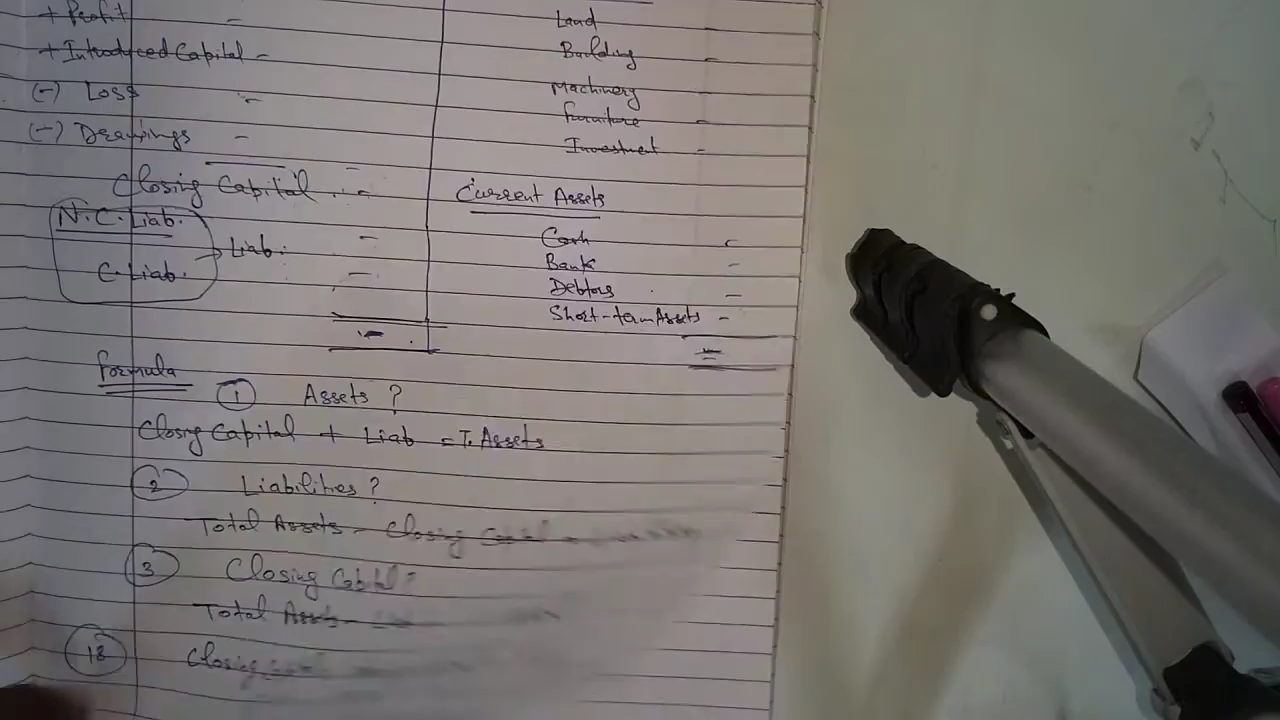 + Profit -
+ Introduced Capital -
(-) Loss -
(-) Drawings -
Closing Capital -
N.C. Liab. -
C. Liab. -
Liab.
Land
Building -
Machinery
Furniture -
Investment -
Current Assets
Cash -
Bank -
Debtors -
Short-term Assets -
Formula
① Assets ?
Closing Capital + Liab = T. Assets
② Liabilities ?
Total Assets - Closing
③ Closing
Total Assets -
18 Closing